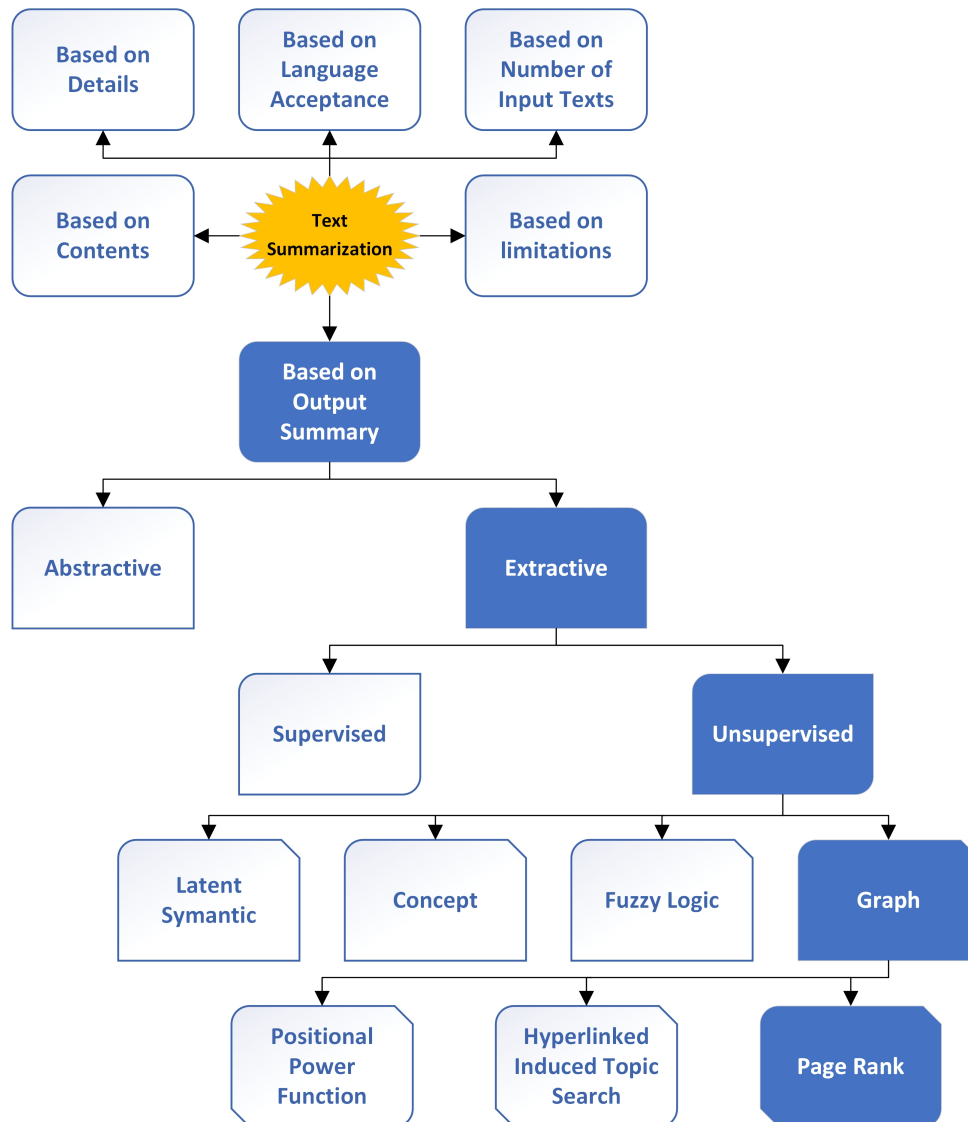 Based on
Details
Based on
Language
Acceptance
Based on
Number of
Input Texts
Based on
Contents
Text
Summarization
Based on
limitations
Based on
Output
Summary
Abstractive
Extractive
Supervised
Unsupervised
Latent
Symantic
Concept
Fuzzy Logic
Graph
Positional
Power
Function
Hyperlinked
Induced Topic
Search
Page Rank